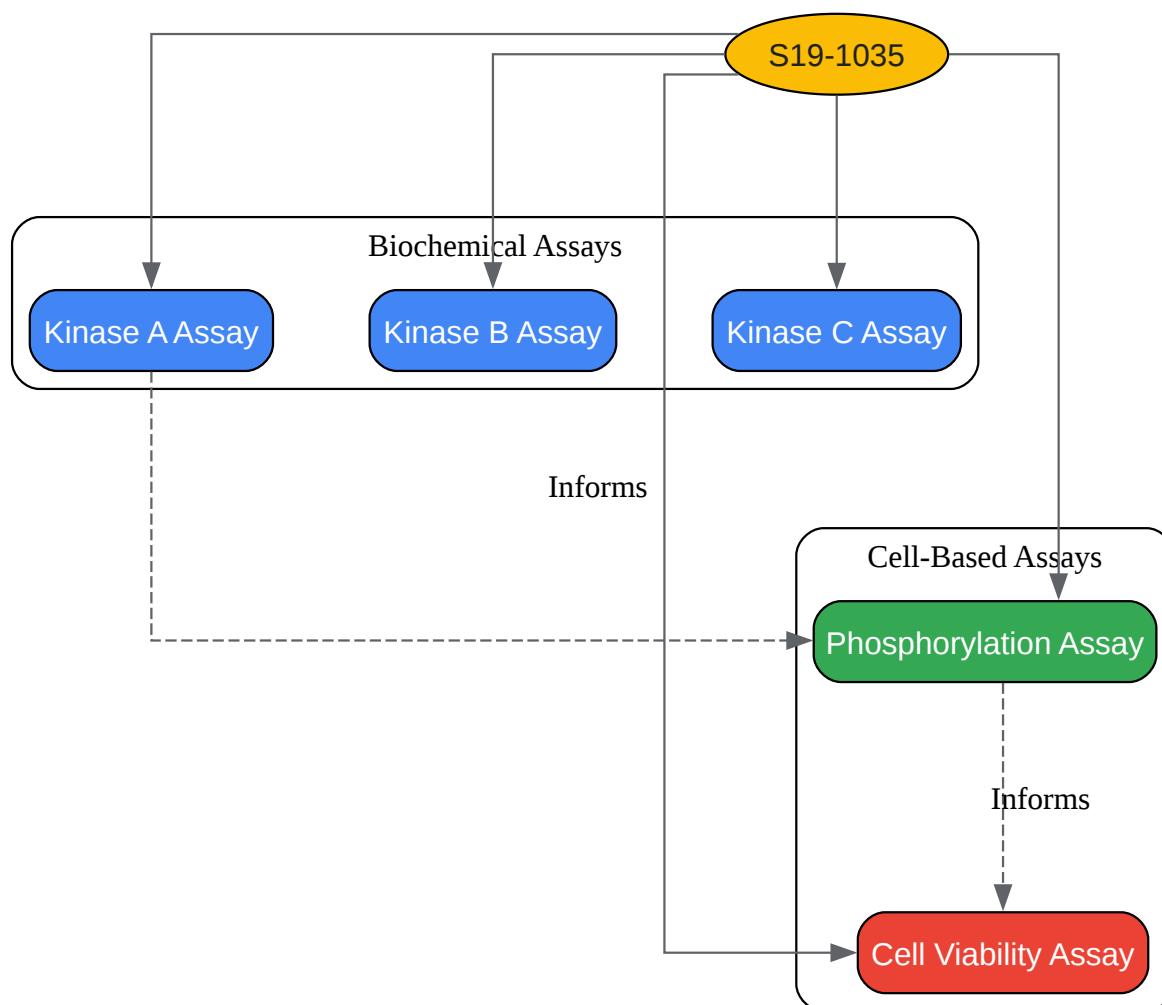 S19-1035
Biochemical Assays
Kinase A Assay
Kinase B Assay
Kinase C Assay
Informs
Cell-Based Assays
Phosphorylation Assay
Informs
Cell Viability Assay